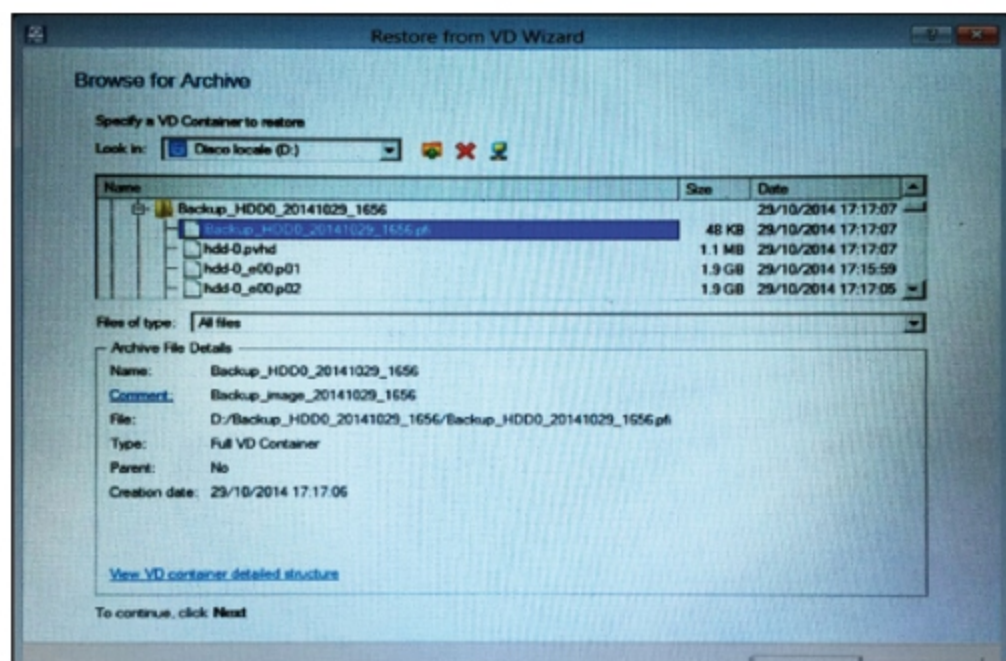 Restore from VD Wizard
Browse for Archive
Specify a VD Container to restore
Look in: Disco locale (D:)
Name Size Date
Backup_HDD0_20141029_1656 29/10/2014 17:17:07
Backup_HDD0_20141029_1656.pfi 48 KB 29/10/2014 17:17:07
hdd-0.pvhd 1.1 MB 29/10/2014 17:17:07
hdd-0_e00.p01 1.9 GB 29/10/2014 17:15:59
hdd-0_e00.p02 1.9 GB 29/10/2014 17:17:05
Files of type: All files
Archive File Details
Name: Backup_HDD0_20141029_1656
Comment: Backup_image_20141029_1656
File: D:/Backup_HDD0_20141029_1656/Backup_HDD0_20141029_1656.pfi
Type: Full VD Container
Parent: No
Creation date: 29/10/2014 17:17:06
View VD container detailed structure
To continue, click Next